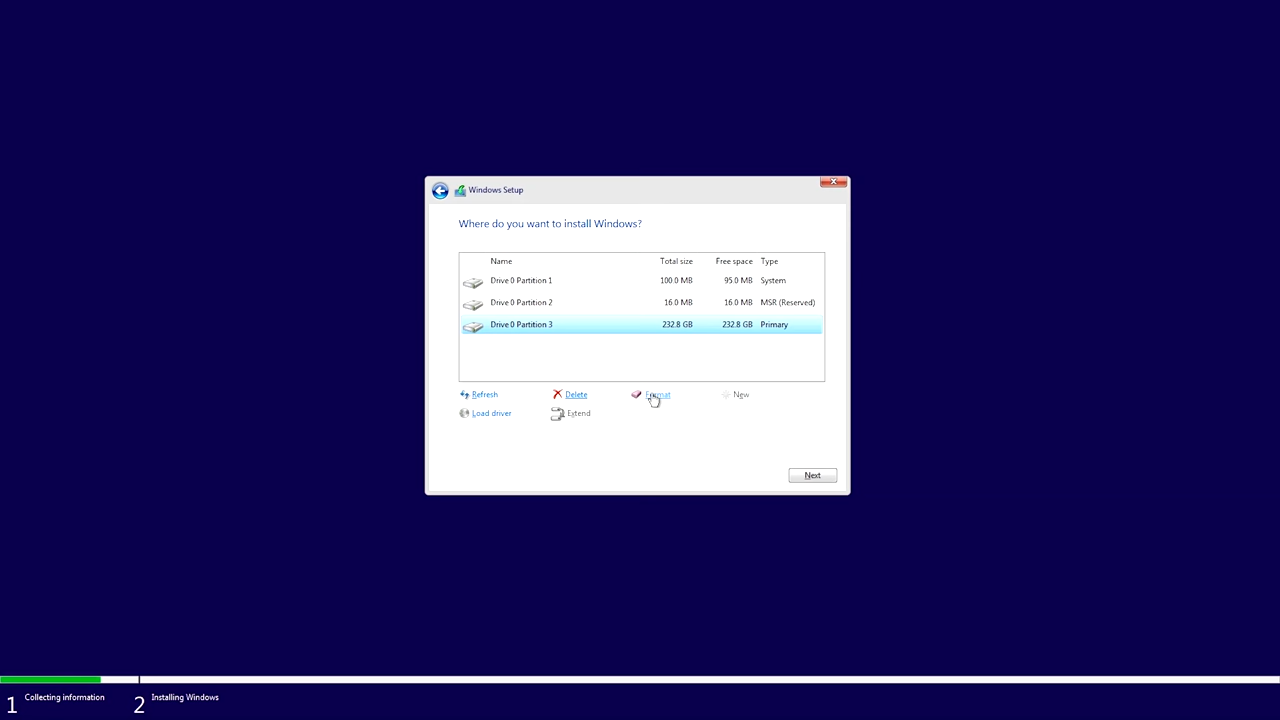 Windows Setup
Where do you want to install Windows?
Name Total size Free space Type
Drive 0 Partition 1 100.0 MB 95.0 MB System
Drive 0 Partition 2 16.0 MB 16.0 MB MSR (Reserved)
Drive 0 Partition 3 232.8 GB 232.8 GB Primary
Refresh Delete Format New
Load driver Extend
Next
1 Collecting information 2 Installing Windows